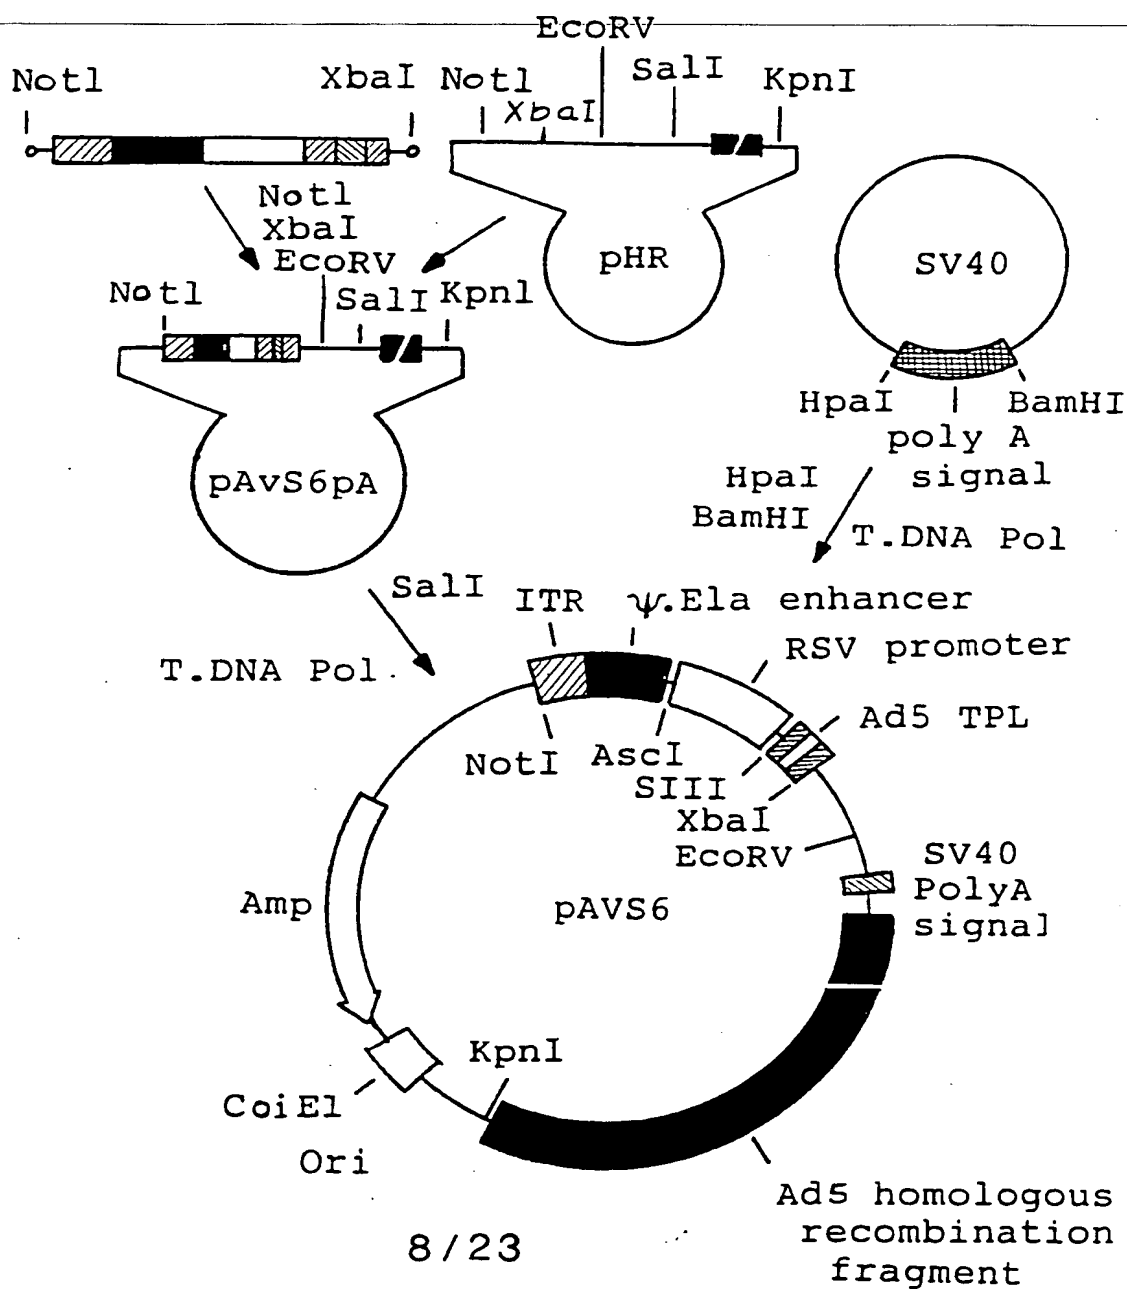 EcoRV
NotI
XbaI
NotI
XbaI
SalI
KpnI
NotI
XbaI
EcoRV
pHR
SV40
NotI
SalI
KpnI
HpaI
BamHI
poly A
signal
pAvS6pA
HpaI
BamHI
T.DNA Pol
SalI
T.DNA Pol.
ITR
ψ.Ela enhancer
RSV promoter
Ad5 TPL
NotI
AscI
SIII
XbaI
EcoRV
SV40
PolyA
signal
Amp
pAVS6
KpnI
CoiEl
Ori
Ad5 homologous
recombination
fragment
8/23